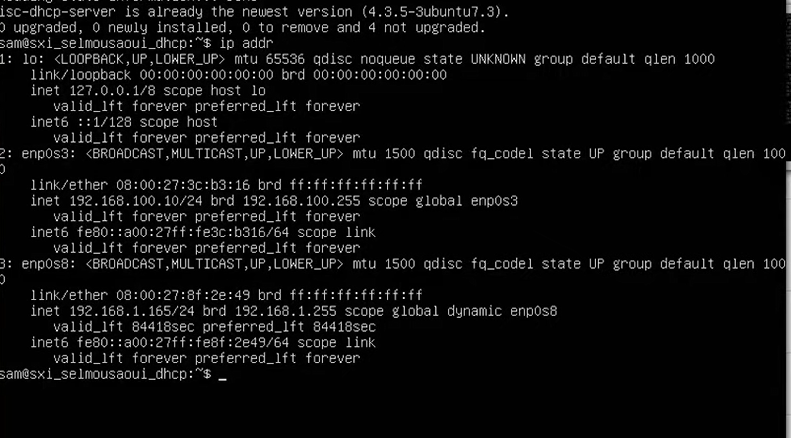 isc-dhcp-server is already the newest version (4.3.5-3ubuntu7.3).
0 upgraded, 0 newly installed, 0 to remove and 4 not upgraded.
sam@sxi_selmousaoui_dhcp:~$ ip addr
1: lo: <LOOPBACK,UP,LOWER_UP> mtu 65536 qdisc noqueue state UNKNOWN group default qlen 1000
link/loopback 00:00:00:00:00:00 brd 00:00:00:00:00:00
inet 127.0.0.1/8 scope host lo
valid_lft forever preferred_lft forever
inet6 ::1/128 scope host
valid_lft forever preferred_lft forever
2: enp0s3: <BROADCAST,MULTICAST,UP,LOWER_UP> mtu 1500 qdisc fq_codel state UP group default qlen 100
0
link/ether 08:00:27:3c:b3:16 brd ff:ff:ff:ff:ff:ff
inet 192.168.100.10/24 brd 192.168.100.255 scope global enp0s3
valid_lft forever preferred_lft forever
inet6 fe80::a00:27ff:fe3c:b316/64 scope link
valid_lft forever preferred_lft forever
3: enp0s8: <BROADCAST,MULTICAST,UP,LOWER_UP> mtu 1500 qdisc fq_codel state UP group default qlen 100
0
link/ether 08:00:27:8f:2e:49 brd ff:ff:ff:ff:ff:ff
inet 192.168.1.165/24 brd 192.168.1.255 scope global dynamic enp0s8
valid_lft 84418sec preferred_lft 84418sec
inet6 fe80::a00:27ff:fe8f:2e49/64 scope link
valid_lft forever preferred_lft forever
sam@sxi_selmousaoui_dhcp:~$ _